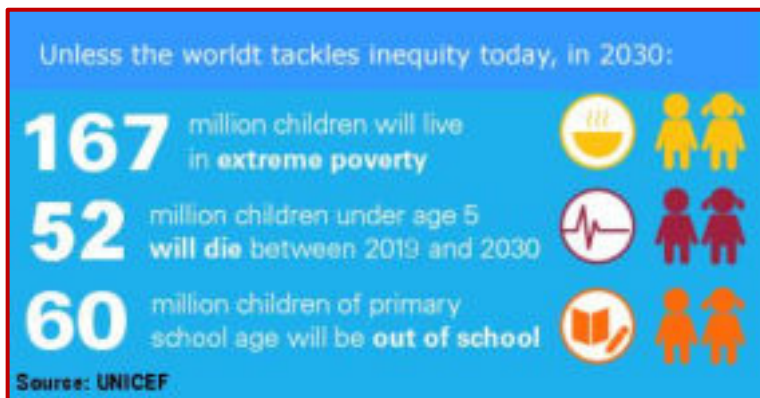 Unless the worldt tackles inequity today, in 2030:
167 million children will live
in extreme poverty
52 million children under age 5
will die between 2019 and 2030
60 million children of primary
school age will be out of school
Source: UNICEF